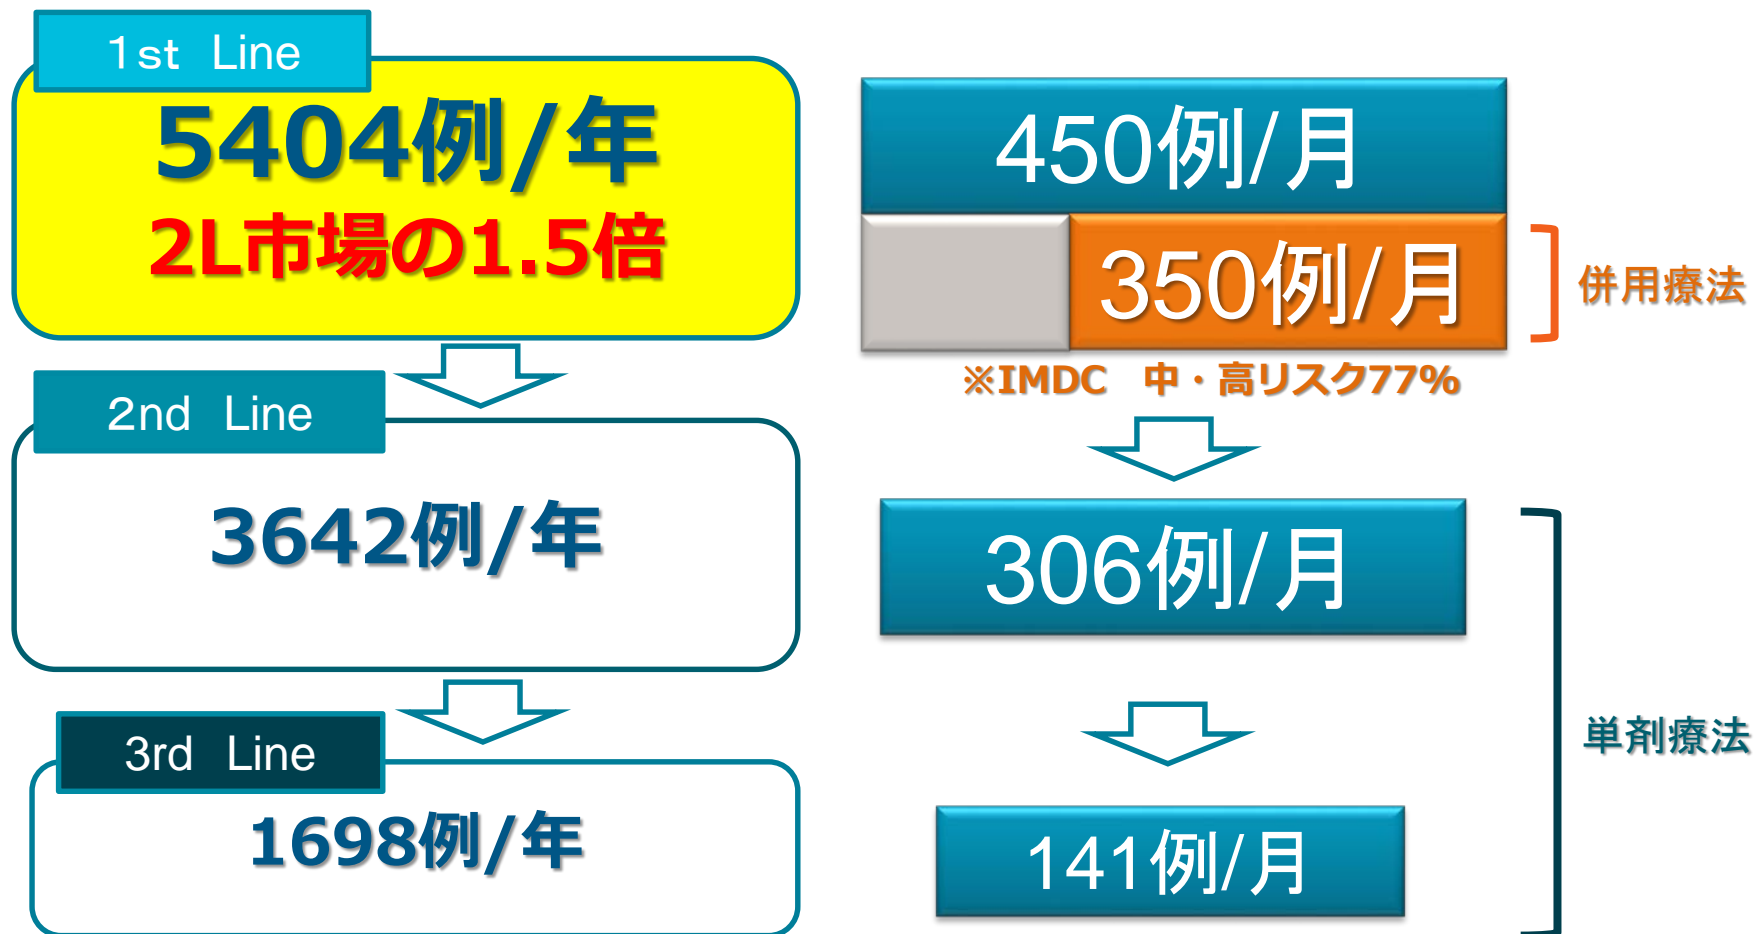 1st Line
5404例/年
2L市場の1.5倍
450例/月
350例/月
併用療法
※IMDC 中・高リスク77%
2nd Line
3642例/年
306例/月
3rd Line
1698例/年
141例/月
単剤療法